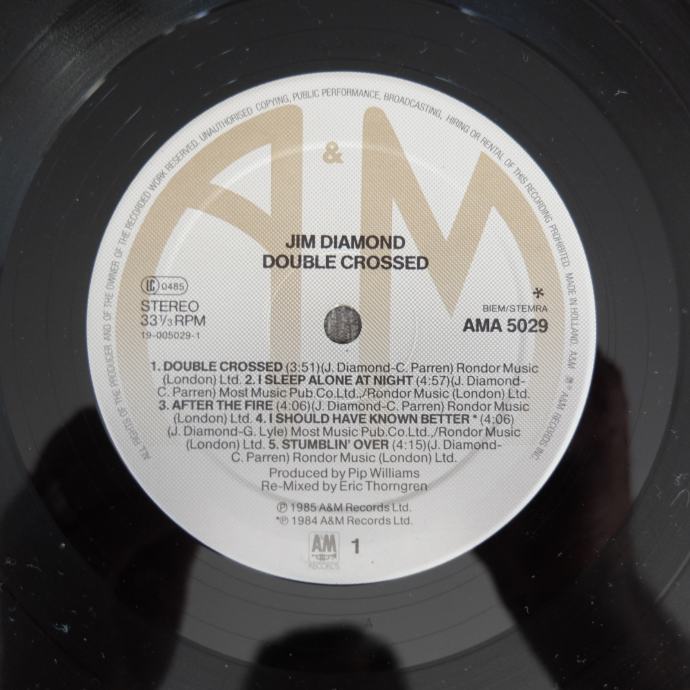 ALL RIGHTS OF THE PRODUCER AND OF THE OWNER OF THE RECORDED WORK RESERVED. UNAUTHORISED COPYING, PUBLIC PERFORMANCE, BROADCASTING, HIRING OR RENTAL OF THIS RECORDING PROHIBITED. MADE IN HOLLAND. A&M ®* A&M RECORDS INC.
A&M
JIM DIAMOND
DOUBLE CROSSED
LC 0485
STEREO
33⅓ RPM
19-005029-1
*
BIEM/STEMRA
AMA 5029
1. DOUBLE CROSSED (3:51)(J. Diamond-C. Parren) Rondor Music
(London) Ltd. 2. I SLEEP ALONE AT NIGHT (4:57)(J. Diamond-
C. Parren) Most Music Pub.Co.Ltd.,/Rondor Music (London) Ltd.
3. AFTER THE FIRE (4:06)(J. Diamond-C. Parren) Rondor Music
(London) Ltd. 4. I SHOULD HAVE KNOWN BETTER * (4:06)
(J. Diamond-G. Lyle) Most Music Pub.Co.Ltd.,/Rondor Music
(London) Ltd. 5. STUMBLIN' OVER (4:15)(J. Diamond-
C. Parren) Rondor Music (London) Ltd.
Produced by Pip Williams
Re-Mixed by Eric Thorngren
℗ 1985 A&M Records Ltd.
*℗ 1984 A&M Records Ltd.
A&M
RECORDS
1